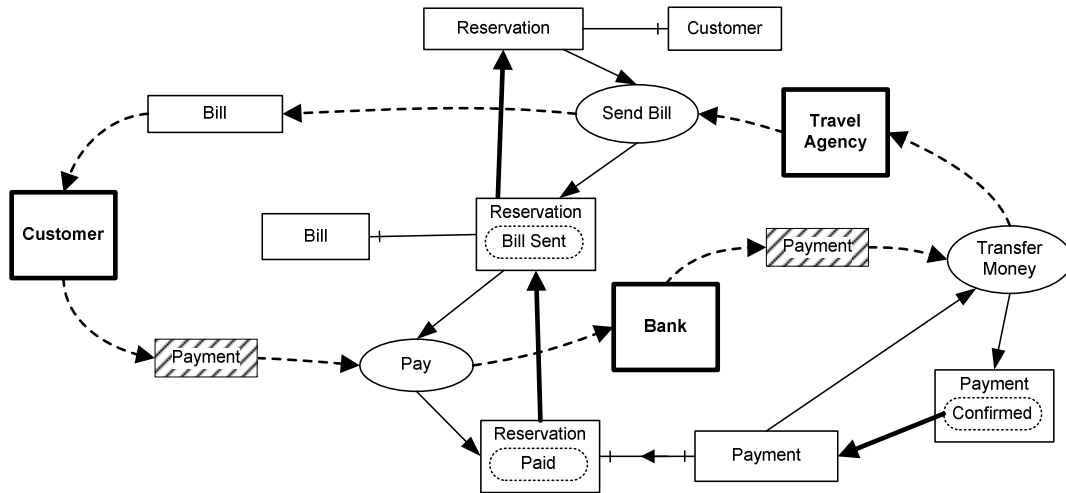 Reservation
Customer
Bill
Send Bill
Travel
Agency
Customer
Bill
Reservation
Bill Sent
Payment
Transfer
Money
Bank
Payment
Pay
Payment
Confirmed
Reservation
Paid
Payment